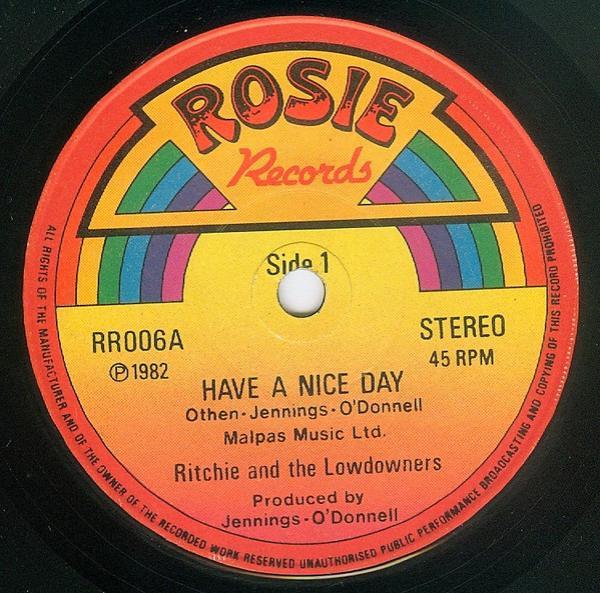 ROSIE
Records
Side 1
RR006A
℗ 1982
STEREO
45 RPM
HAVE A NICE DAY
Othen - Jennings - O'Donnell
Malpas Music Ltd.
Ritchie and the Lowdowners
Produced by
Jennings - O'Donnell
ALL RIGHTS OF THE MANUFACTURER AND OF THE OWNER OF THE RECORDED WORK RESERVED UNAUTHORISED PUBLIC PERFORMANCE BROADCASTING AND COPYING OF THIS RECORD PROHIBITED